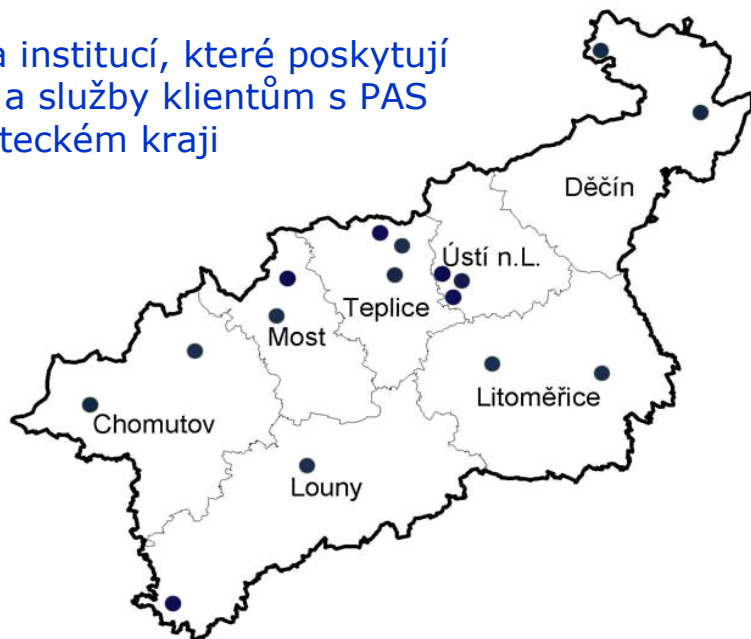 a institucí, které poskytují
a služby klientům s PAS
teckém kraji
Děčín
Ústí n.L.
Teplice
Most
Litoměřice
Chomutov
Louny